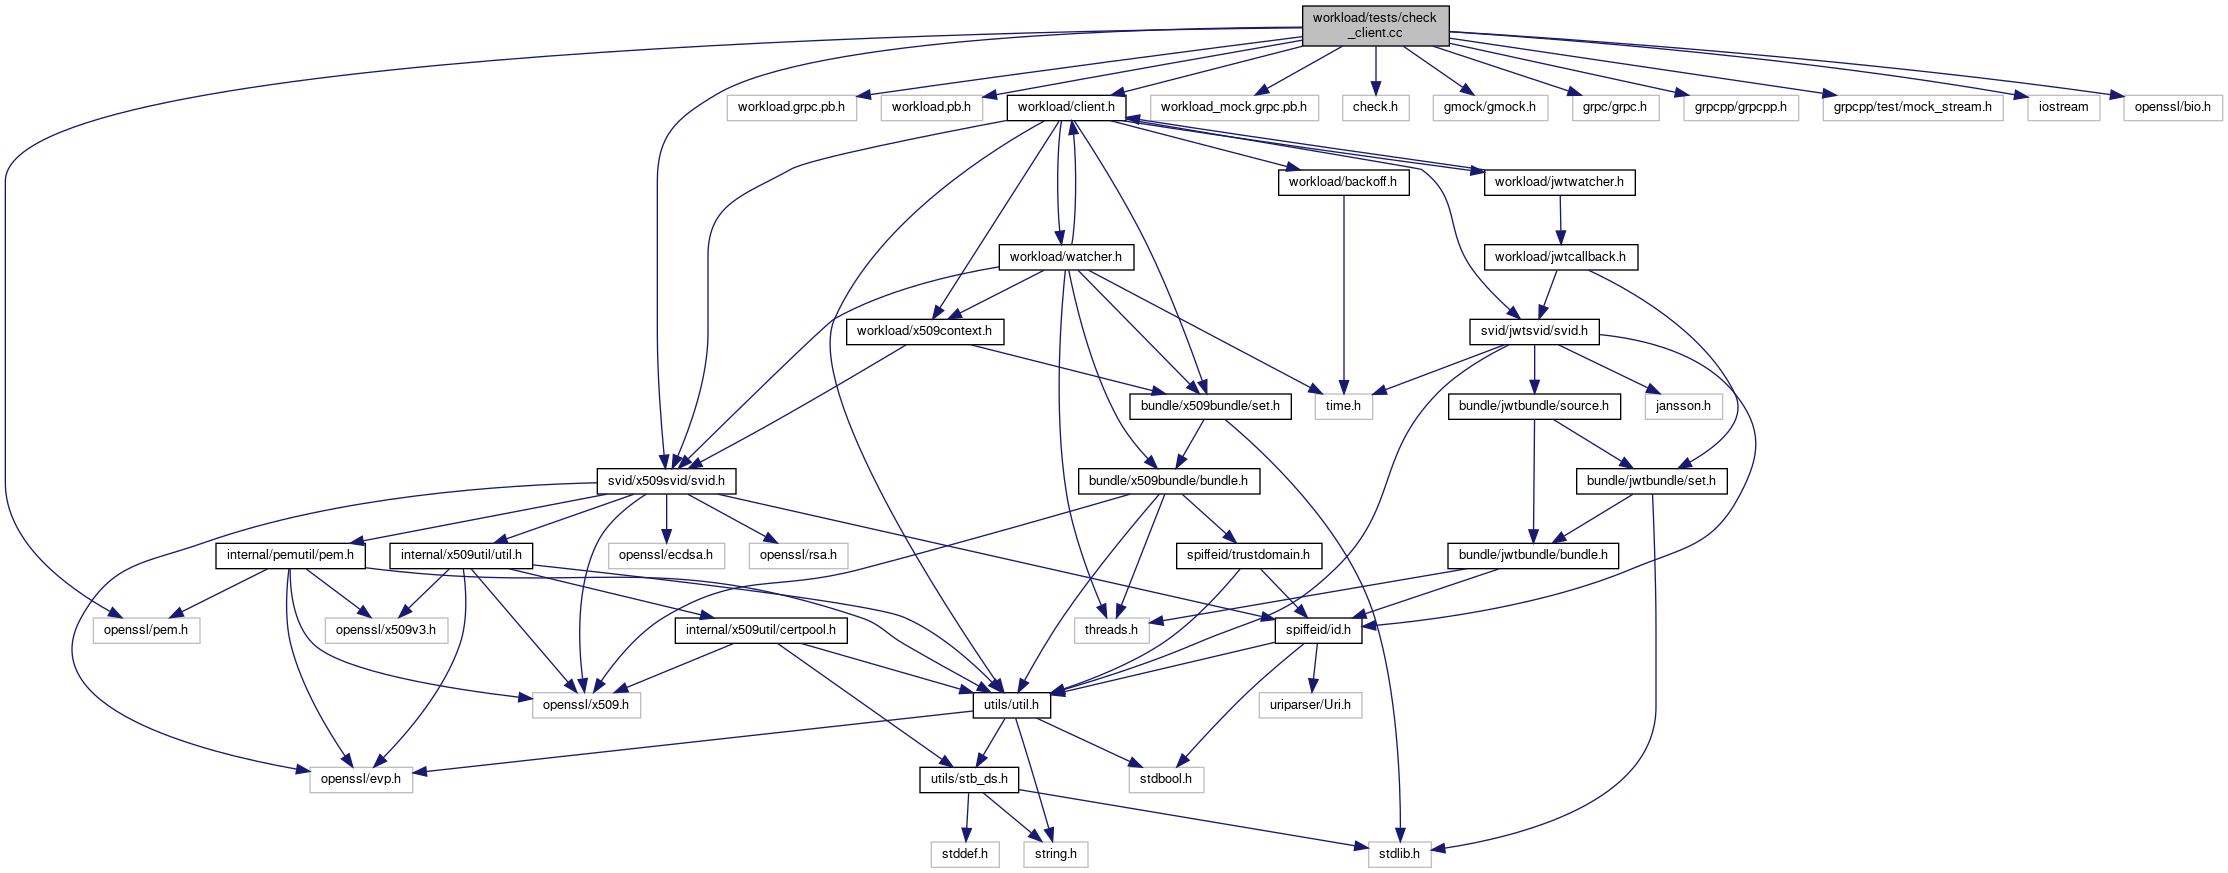 workload/tests/check
_client.cc
workload.grpc.pb.h
workload.pb.h
workload/client.h
workload_mock.grpc.pb.h
check.h
gmock/gmock.h
grpc/grpc.h
grpcpp/grpcpp.h
grpcpp/test/mock_stream.h
iostream
openssl/bio.h
workload/backoff.h
workload/jwtwatcher.h
workload/watcher.h
workload/jwtcallback.h
workload/x509context.h
svid/jwtsvid/svid.h
bundle/x509bundle/set.h
time.h
bundle/jwtbundle/source.h
jansson.h
svid/x509svid/svid.h
bundle/x509bundle/bundle.h
bundle/jwtbundle/set.h
internal/pemutil/pem.h
internal/x509util/util.h
openssl/ecdsa.h
openssl/rsa.h
spiffeid/trustdomain.h
bundle/jwtbundle/bundle.h
openssl/pem.h
openssl/x509v3.h
internal/x509util/certpool.h
threads.h
spiffeid/id.h
openssl/x509.h
utils/util.h
uriparser/Uri.h
openssl/evp.h
utils/stb_ds.h
stdbool.h
stddef.h
string.h
stdlib.h